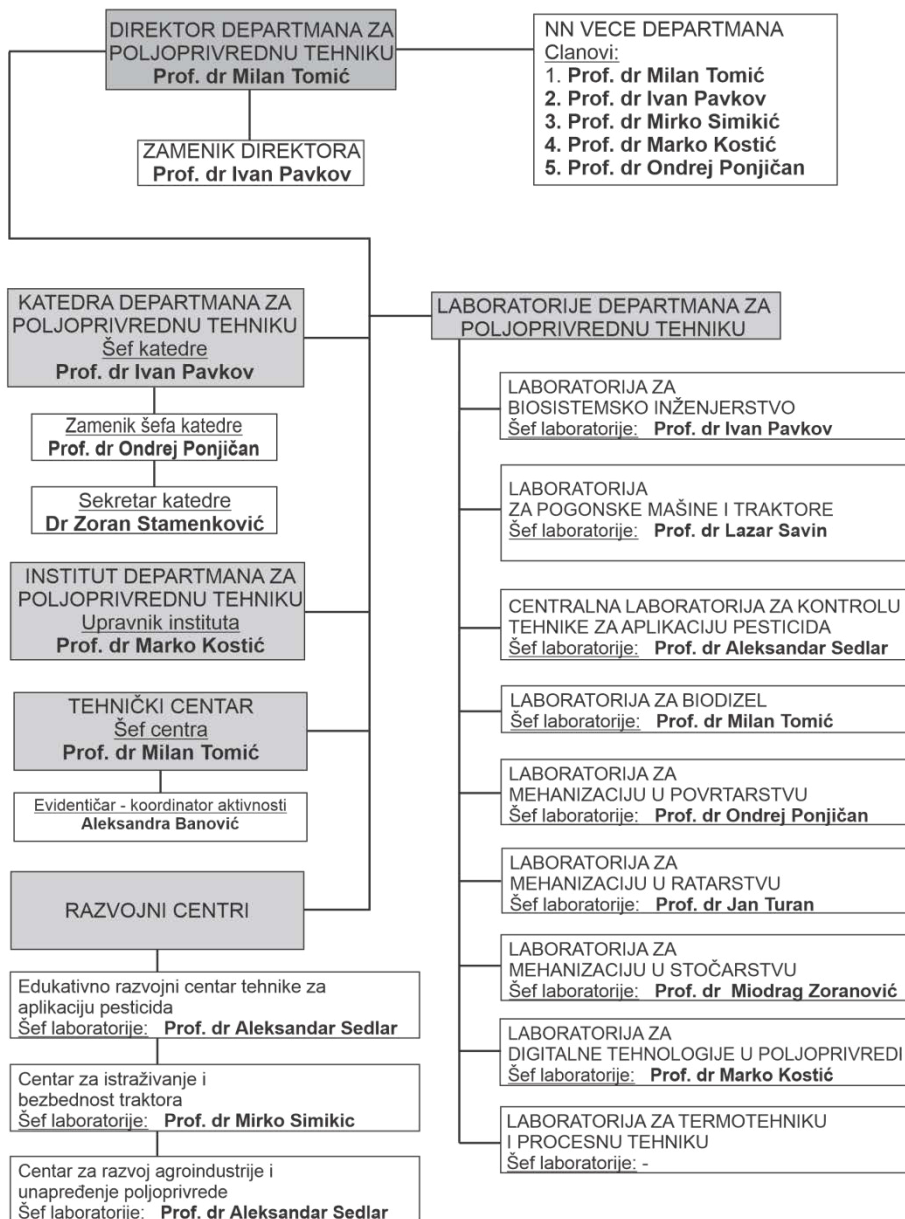 DIREKTOR DEPARTMANA ZA
POLJOPRIVREDNU TEHNIKU
Prof. dr Milan Tomić
ZAMENIK DIREKTORA
Prof. dr Ivan Pavkov
NN VECE DEPARTMANA
Clanovi:
1. Prof. dr Milan Tomić
2. Prof. dr Ivan Pavkov
3. Prof. dr Mirko Simikić
4. Prof. dr Marko Kostić
5. Prof. dr Ondrej Ponjičan
KATEDRA DEPARTMANA ZA
POLJOPRIVREDNU TEHNIKU
Šef katedre
Prof. dr Ivan Pavkov
Zamenik šefa katedre
Prof. dr Ondrej Ponjičan
Sekretar katedre
Dr Zoran Stamenković
INSTITUT DEPARTMANA ZA
POLJOPRIVREDNU TEHNIKU
Upravnik instituta
Prof. dr Marko Kostić
TEHNIČKI CENTAR
Šef centra
Prof. dr Milan Tomić
Evidentičar - koordinator aktivnosti
Aleksandra Banović
RAZVOJNI CENTRI
Edukativno razvojni centar tehnike za
aplikaciju pesticida
Šef laboratorije: Prof. dr Aleksandar Sedlar
Centar za istraživanje i
bezbednost traktora
Šef laboratorije: Prof. dr Mirko Simikic
Centar za razvoj agroindustrije i
unapređenje poljoprivrede
Šef laboratorije: Prof. dr Aleksandar Sedlar
LABORATORIJE DEPARTMANA ZA
POLJOPRIVREDNU TEHNIKU
LABORATORIJA ZA
BIOSISTEMSKO INŽENJERSTVO
Šef laboratorije: Prof. dr Ivan Pavkov
LABORATORIJA
ZA POGONSKE MAŠINE I TRAKTORE
Šef laboratorije: Prof. dr Lazar Savin
CENTRALNA LABORATORIJA ZA KONTROLU
TEHNIKE ZA APLIKACIJU PESTICIDA
Šef laboratorije: Prof. dr Aleksandar Sedlar
LABORATORIJA ZA BIODIZEL
Šef laboratorije: Prof. dr Milan Tomić
LABORATORIJA ZA
MEHANIZACIJU U POVRTARSTVU
Šef laboratorije: Prof. dr Ondrej Ponjičan
LABORATORIJA ZA
MEHANIZACIJU U RATARSTVU
Šef laboratorije: Prof. dr Jan Turan
LABORATORIJA ZA
MEHANIZACIJU U STOČARSTVU
Šef laboratorije: Prof. dr Miodrag Zoranović
LABORATORIJA ZA
DIGITALNE TEHNOLOGIJE U POLJOPRIVREDI
Šef laboratorije: Prof. dr Marko Kostić
LABORATORIJA ZA TERMOTEHNIKU
I PROCESNU TEHNIKU
Šef laboratorije: -